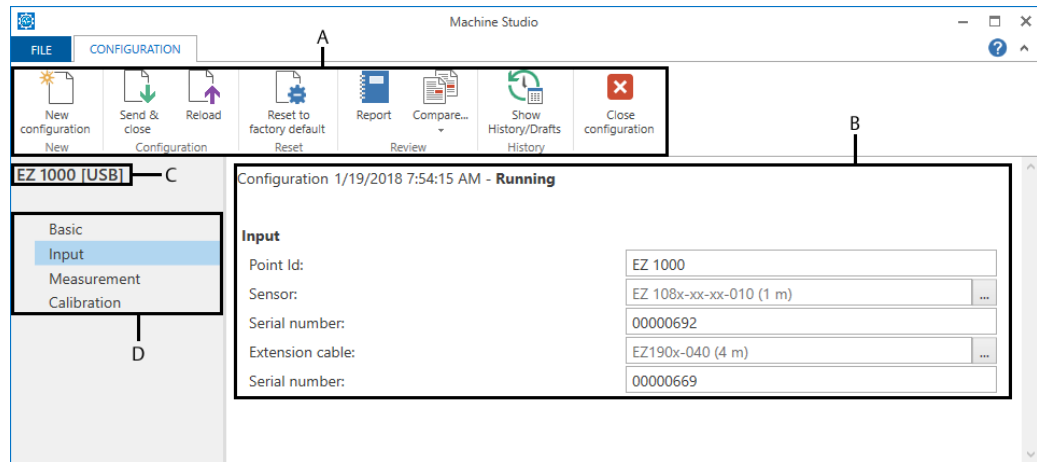 Machine Studio
FILE CONFIGURATION
A
New configuration
Send & close
Reload
Reset to factory default
Report
Compare...
Show History/Drafts
Close configuration
New
Configuration
Reset
Review
History
B
EZ 1000 [USB]
C
Basic
Input
Measurement
Calibration
D
Configuration 1/19/2018 7:54:15 AM - Running
Input
Point Id: EZ 1000
Sensor: EZ 108x-xx-xx-010 (1 m) ...
Serial number: 00000692
Extension cable: EZ190x-040 (4 m) ...
Serial number: 00000669